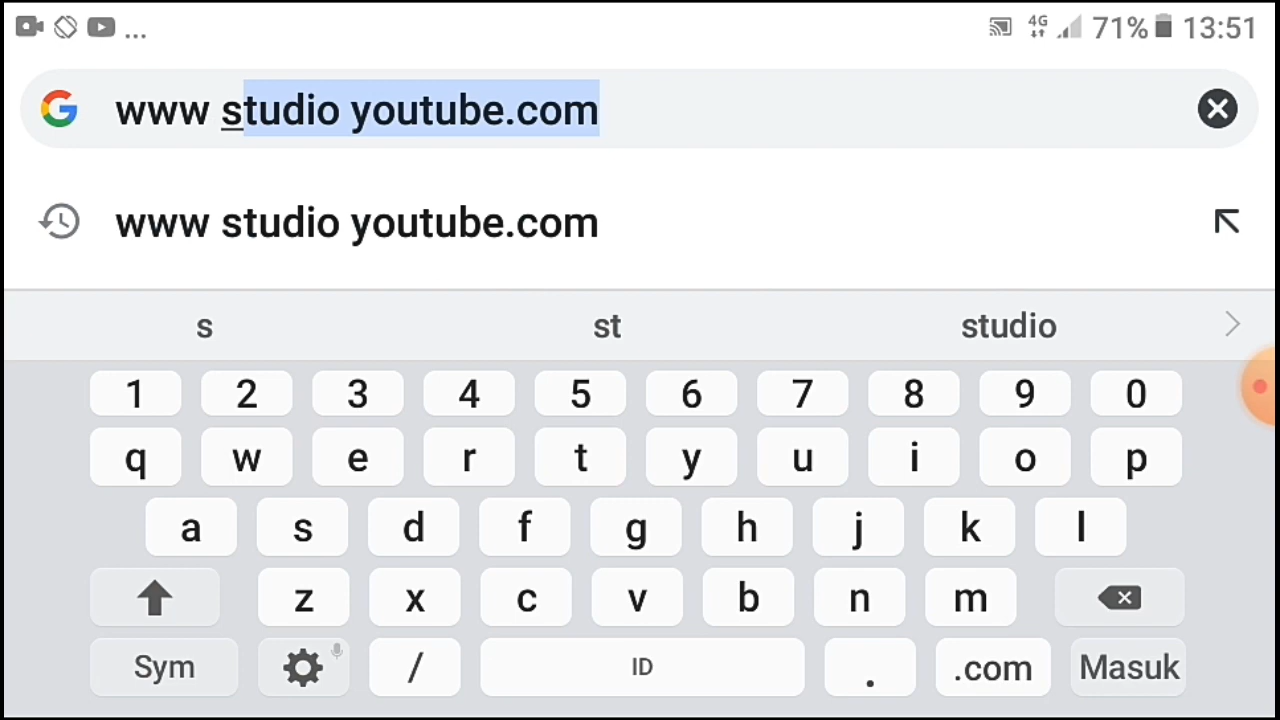 ... 4G 71% 13:51
www studio youtube.com
www studio youtube.com
s st studio
1 2 3 4 5 6 7 8 9 0
q w e r t y u i o p
a s d f g h j k l
z x c v b n m
Sym / ID . .com Masuk